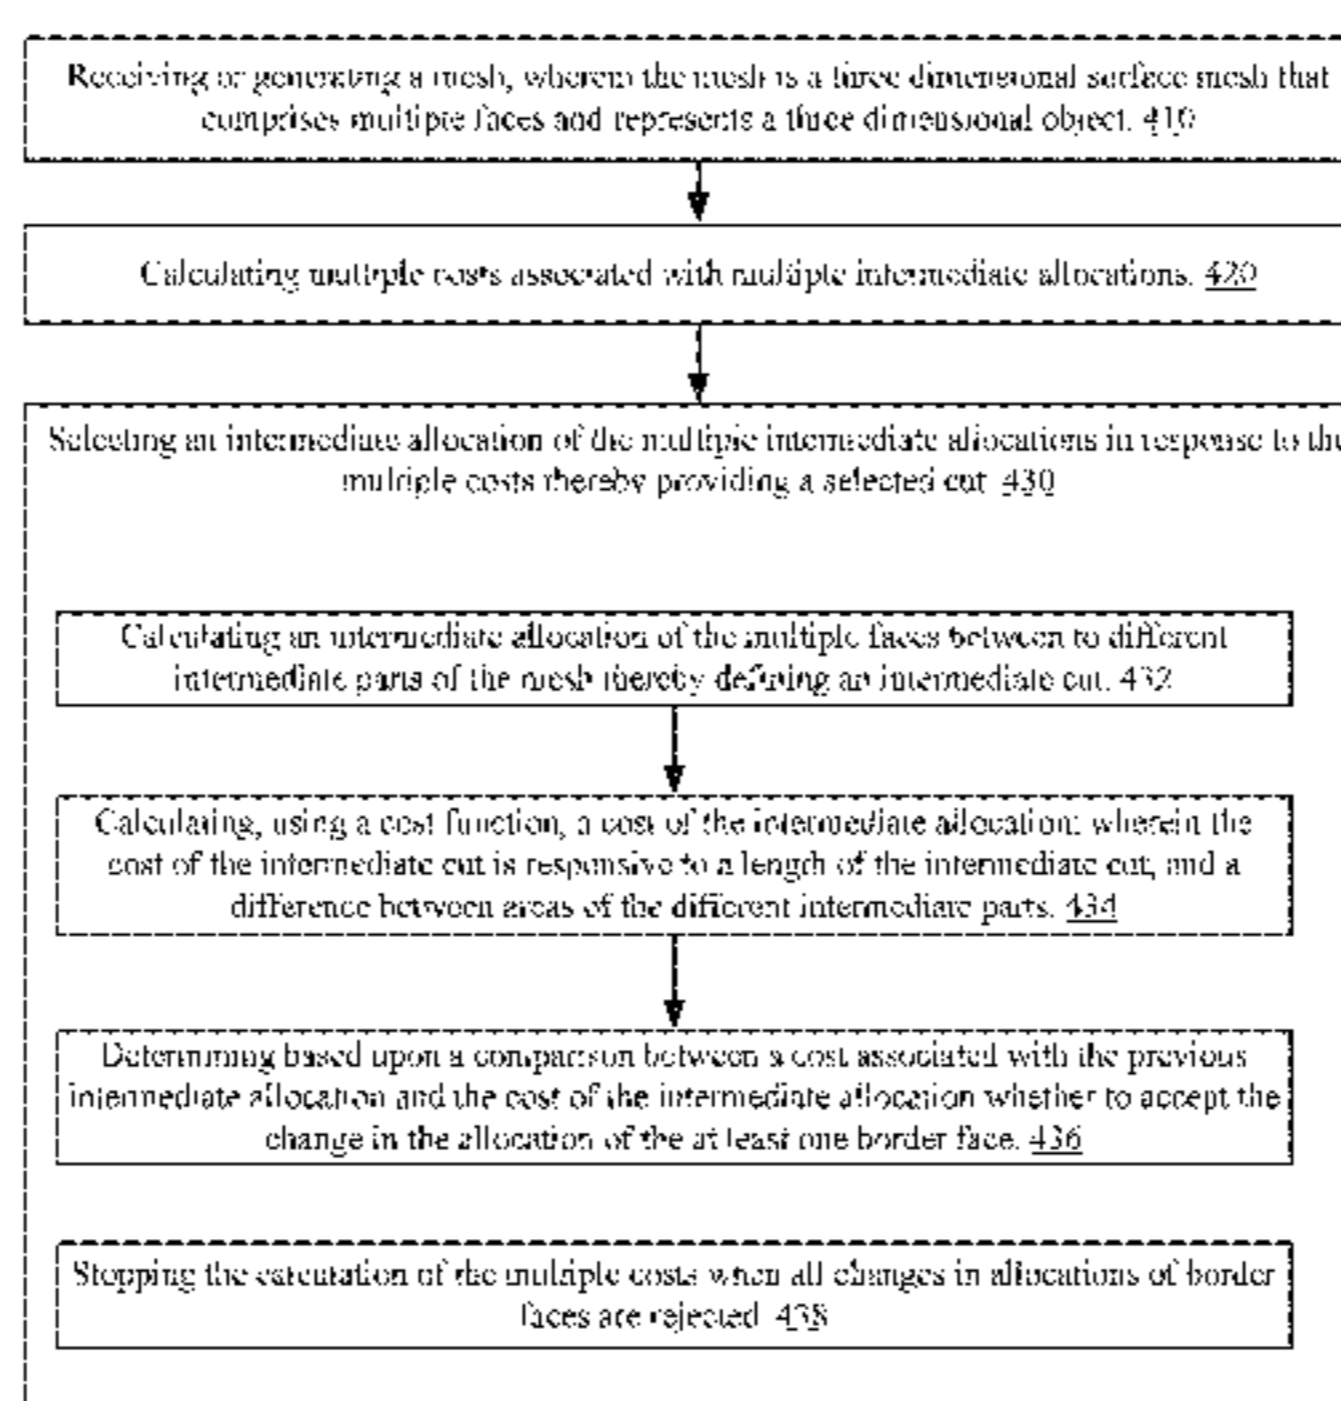 Receiving or generating a mesh, wherein the mesh is a three dimensional surface mesh that
comprises multiple faces and represents a three dimensional object. 410
Calculating multiple costs associated with multiple intermediate allocations. 420
Selecting an intermediate allocation of the multiple intermediate allocations in response to the
multiple costs thereby providing a selected cut 430
Calculating an intermediate allocation of the multiple faces between to different
intermediate parts of the mesh thereby defining an intermediate cut. 432
Calculating, using a cost function, a cost of the intermediate allocation; wherein the
cost of the intermediate cut is responsive to a length of the intermediate cut, and a
difference between areas of the different intermediate parts. 434
Determining based upon a comparison between a cost associated with the previous
intermediate allocation and the cost of the intermediate allocation whether to accept the
change in the allocation of the at least one border face. 436
Stopping the calculation of the multiple costs when all changes in allocations of border
faces are rejected 438